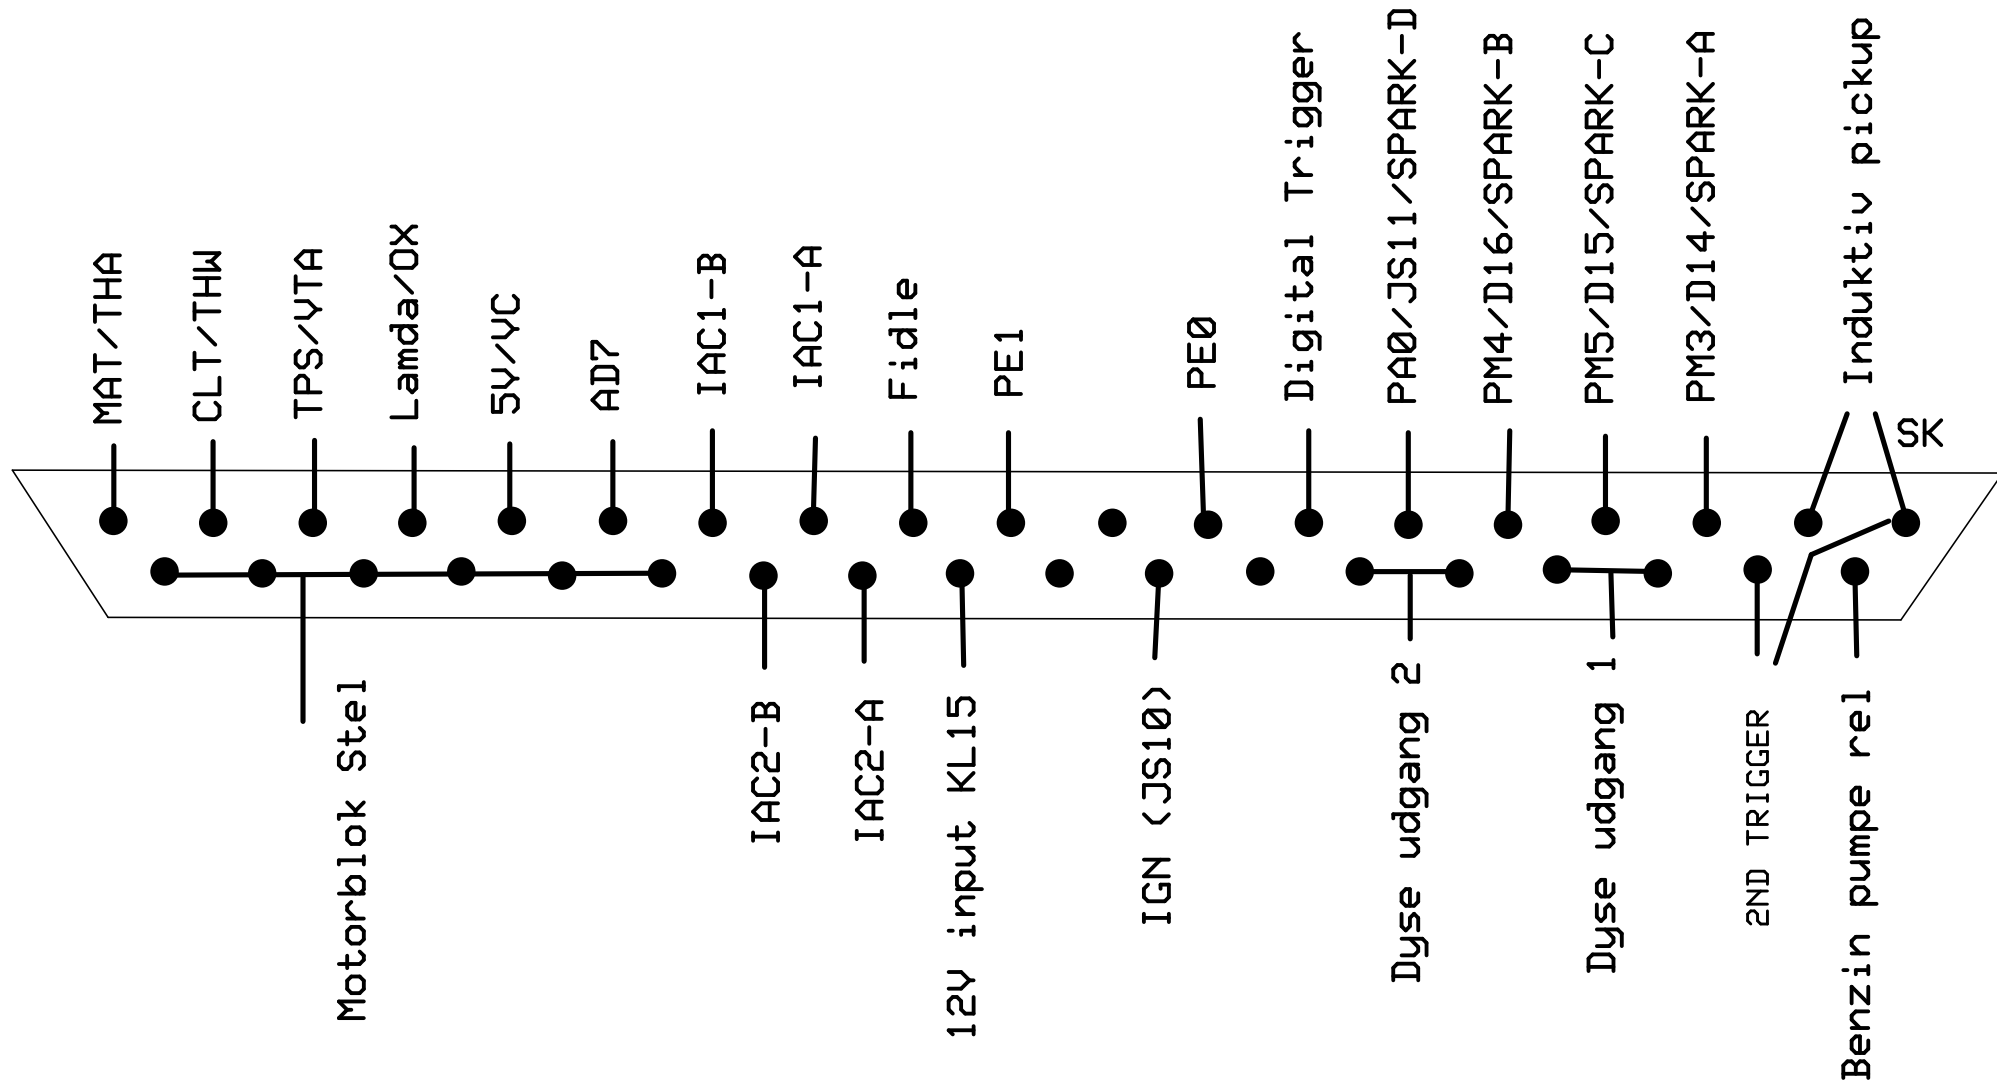 MAT/THA
CLT/THW
TPS/VTA
Lamda/OX
5V/VC
AD7
IAC1-B
IAC1-A
Fidle
PE1
PE0
Digital Trigger
PA0/JS11/SPARK-D
PM4/D16/SPARK-B
PM5/D15/SPARK-C
PM3/D14/SPARK-A
Induktiv pickup
SK
Motorblok Stel
IAC2-B
IAC2-A
12V input KL15
IGN (JS10)
Dyse udgang 2
Dyse udgang 1
2ND TRIGGER
Benzin pumpe rel